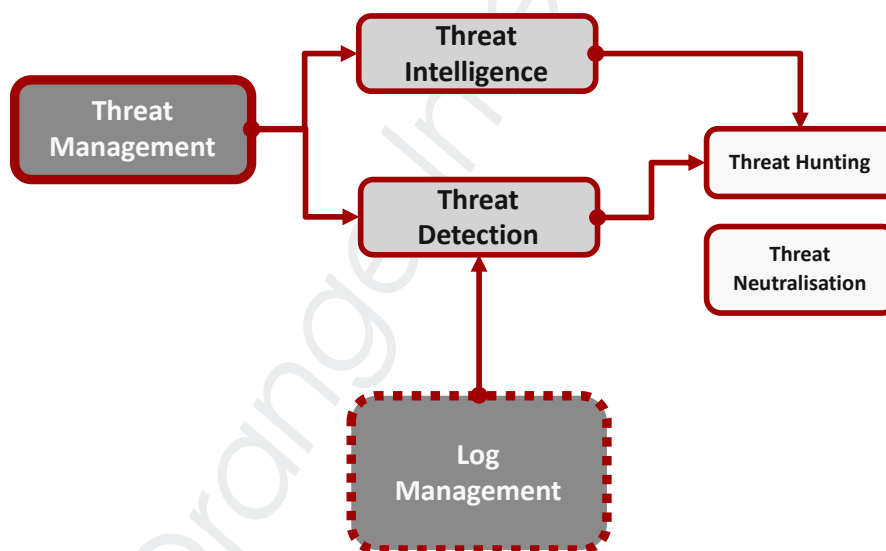 Threat
Intelligence
Threat
Management
Threat Hunting
Threat
Detection
Threat
Neutralisation
Log
Management